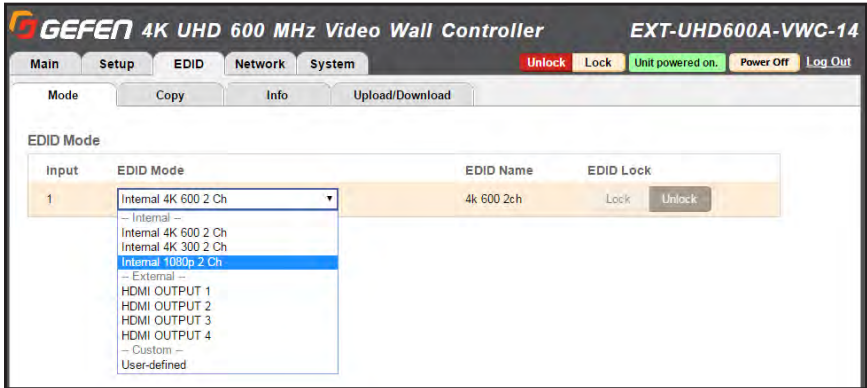 GEFEN 4K UHD 600 MHz Video Wall Controller EXT-UHD600A-VWC-14
Main Setup EDID Network System Unlock Lock Unit powered on. Power Off Log Out
Mode Copy Info Upload/Download
EDID Mode
Input EDID Mode EDID Name EDID Lock
1 Internal 4K 600 2 Ch 4k 600 2ch Lock Unlock
-- Internal --
Internal 4K 600 2 Ch
Internal 4K 300 2 Ch
Internal 1080p 2 Ch
-- External --
HDMI OUTPUT 1
HDMI OUTPUT 2
HDMI OUTPUT 3
HDMI OUTPUT 4
-- Custom --
User-defined